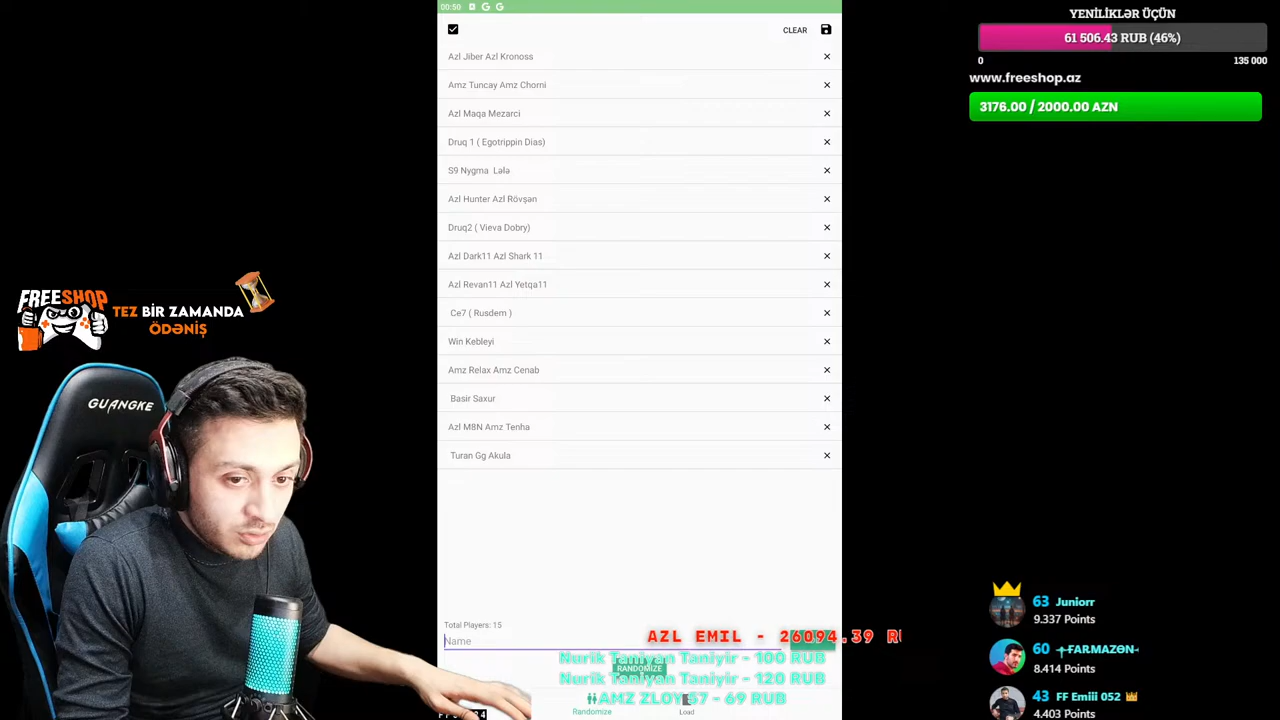 00:50
CLEAR
Azl Jiber Azl Kronoss
Amz Tuncay Amz Chorni
Azl Maqa Mezarci
Druq 1 ( Egotrippin Dias)
S9 Nygma Lələ
Azl Hunter Azl Rövşən
Druq2 ( Vieva Dobry)
Azl Dark11 Azl Shark 11
Azl Revan11 Azl Yetqa11
Ce7 ( Rusdem )
Win Kebleyi
Amz Relax Amz Cenab
Basir Saxur
Azl M8N Amz Tenha
Turan Gg Akula
Total Players: 15
Name
RANDOMIZE
Randomize
Load
AZL EMIL - 26094.39 R
Nurik Taniyan Taniyir - 100 RUB
Nurik Taniyan Taniyir - 120 RUB
AMZ ZLOY 57 - 69 RUB
FREESHOP
TEZ BİR ZAMANDA
ÖDƏNİŞ
GUANGKE
YENİLİKLƏR ÜÇÜN
61 506.43 RUB (46%)
0
135 000
www.freeshop.az
3176.00 / 2000.00 AZN
63 Juniorr
9.337 Points
60 FARMAZØN
8.414 Points
43 FF Emiii 052
4.403 Points